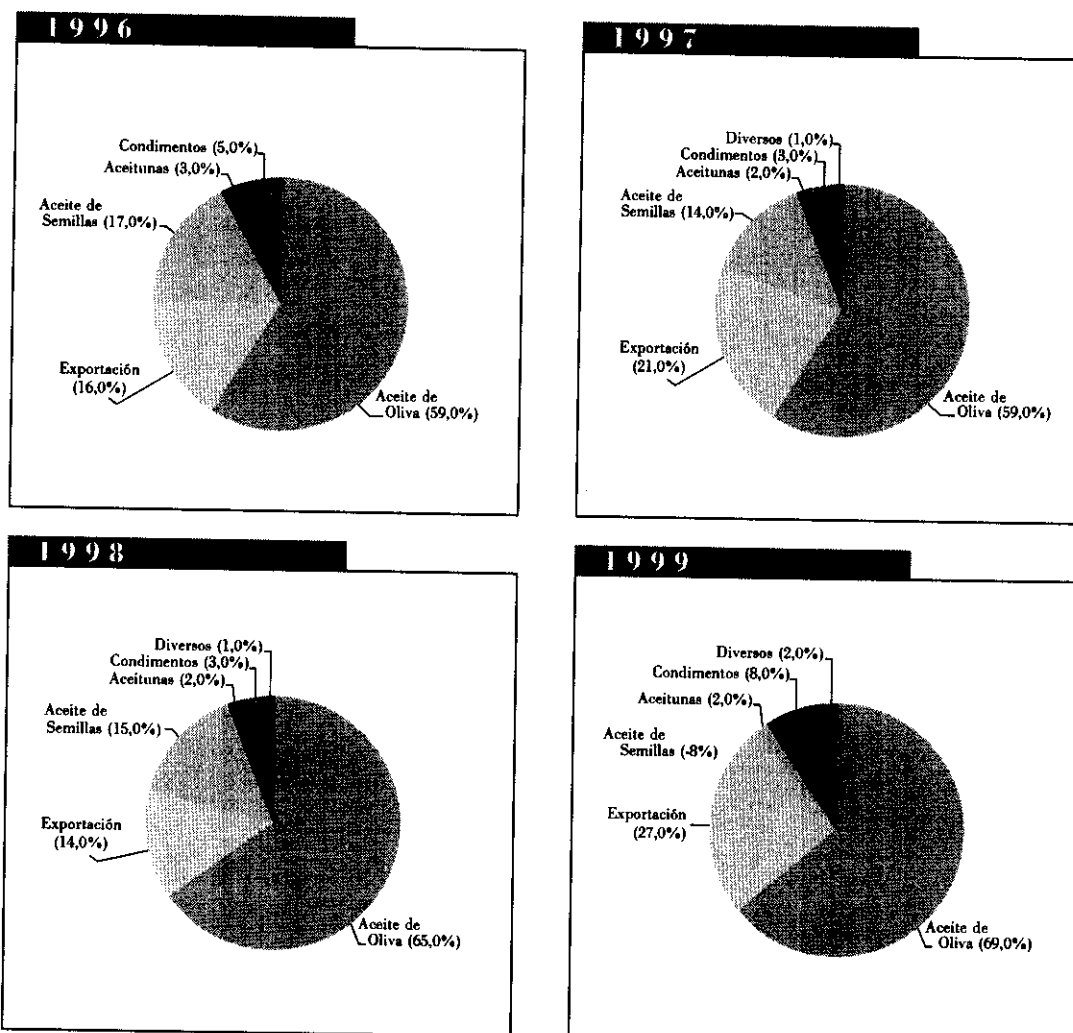 1996
Condimentos (5,0%)
Aceitunas (3,0%)
Aceite de
Semillas (17,0%)
Exportación
(16,0%)
Aceite de
Oliva (59,0%)
1997
Diversos (1,0%)
Condimentos (3,0%)
Aceitunas (2,0%)
Aceite de
Semillas (14,0%)
Exportación
(21,0%)
Aceite de
Oliva (59,0%)
1998
Diversos (1,0%)
Condimentos (3,0%)
Aceitunas (2,0%)
Aceite de
Semillas (15,0%)
Exportación
(14,0%)
Aceite de
Oliva (65,0%)
1999
Diversos (2,0%)
Condimentos (8,0%)
Aceitunas (2,0%)
Aceite de
Semillas (-8%)
Exportación
(27,0%)
Aceite de
Oliva (69,0%)